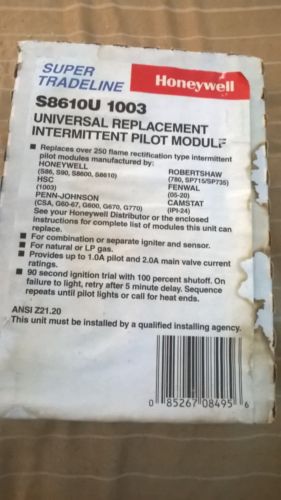 SUPER
TRADELINE
Honeywell
S8610U 1003
UNIVERSAL REPLACEMENT
INTERMITTENT PILOT MODULE
■ Replaces over 250 flame rectification type intermittent
pilot modules manufactured by:
HONEYWELL
(S86, S90, S8600, S8610)
HSC
(1003)
PENN-JOHNSON
(CSA, G60-67, G600, G670, G770)
ROBERTSHAW
(780, SP715/SP735)
FENWAL
(05-20)
CAMSTAT
(IPI-24)
See your Honeywell Distributor or the enclosed
instructions for complete list of modules this unit can
replace.
■ For combination or separate igniter and sensor.
■ For natural or LP gas.
■ Provides up to 1.0A pilot and 2.0A main valve current
ratings.
■ 90 second ignition trial with 100 percent shutoff. On
failure to light, retry after 5 minute delay. Sequence
repeats until pilot lights or call for heat ends.
ANSI Z21.20
This unit must be installed by a qualified installing agency.
0 85267 08495 6